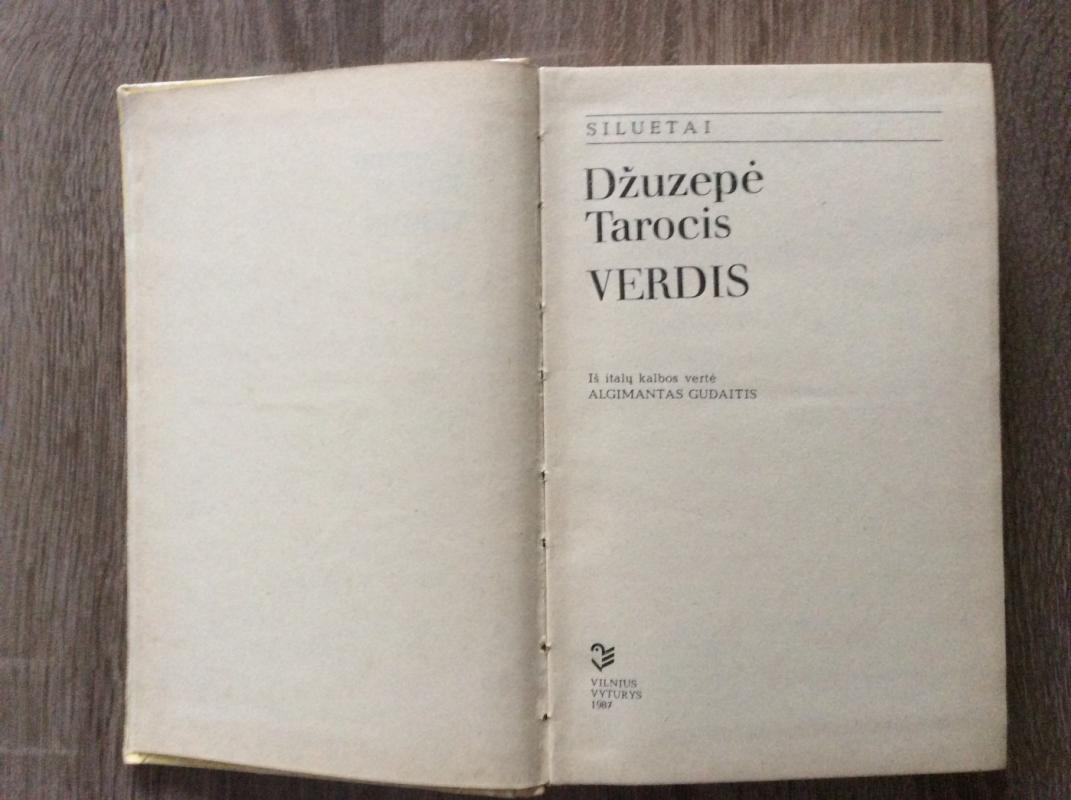 SILUETAI
Džuzepė
Tarocis
VERDIS
Iš italų kalbos vertė
ALGIMANTAS GUDAITIS
VILNIUS
VYTURYS
1987